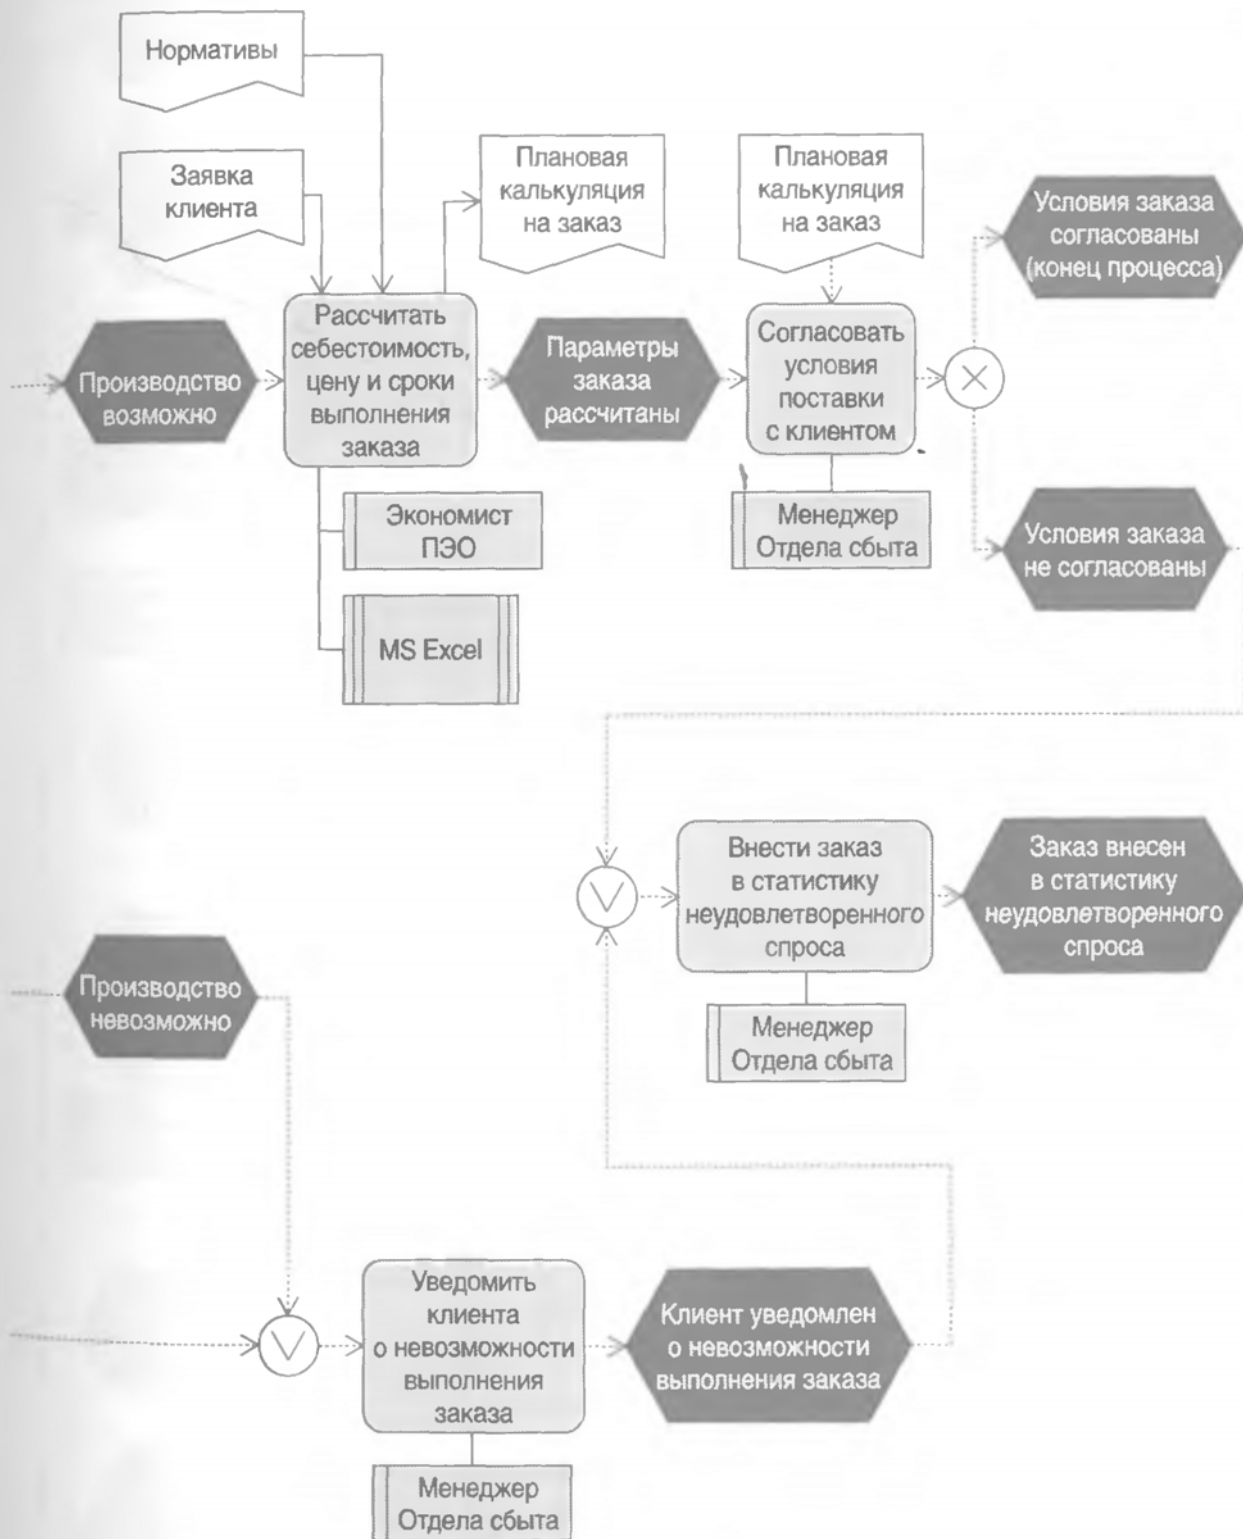 Нормативы
Заявка
клиента
Плановая
калькуляция
на заказ
Плановая
калькуляция
на заказ
Условия заказа
согласованы
(конец процесса)
Производство
возможно
Рассчитать
себестоимость,
цену и сроки
выполнения
заказа
Параметры
заказа
рассчитаны
Согласовать
условия
поставки
с клиентом
Экономист
ПЭО
Менеджер
Отдела сбыта
Условия заказа
не согласованы
MS Excel
Внести заказ
в статистику
неудовлетворенного
спроса
Заказ внесен
в статистику
неудовлетворенного
спроса
Производство
невозможно
Менеджер
Отдела сбыта
Уведомить
клиента
о невозможности
выполнения
заказа
Клиент уведомлен
о невозможности
выполнения заказа
Менеджер
Отдела сбыта